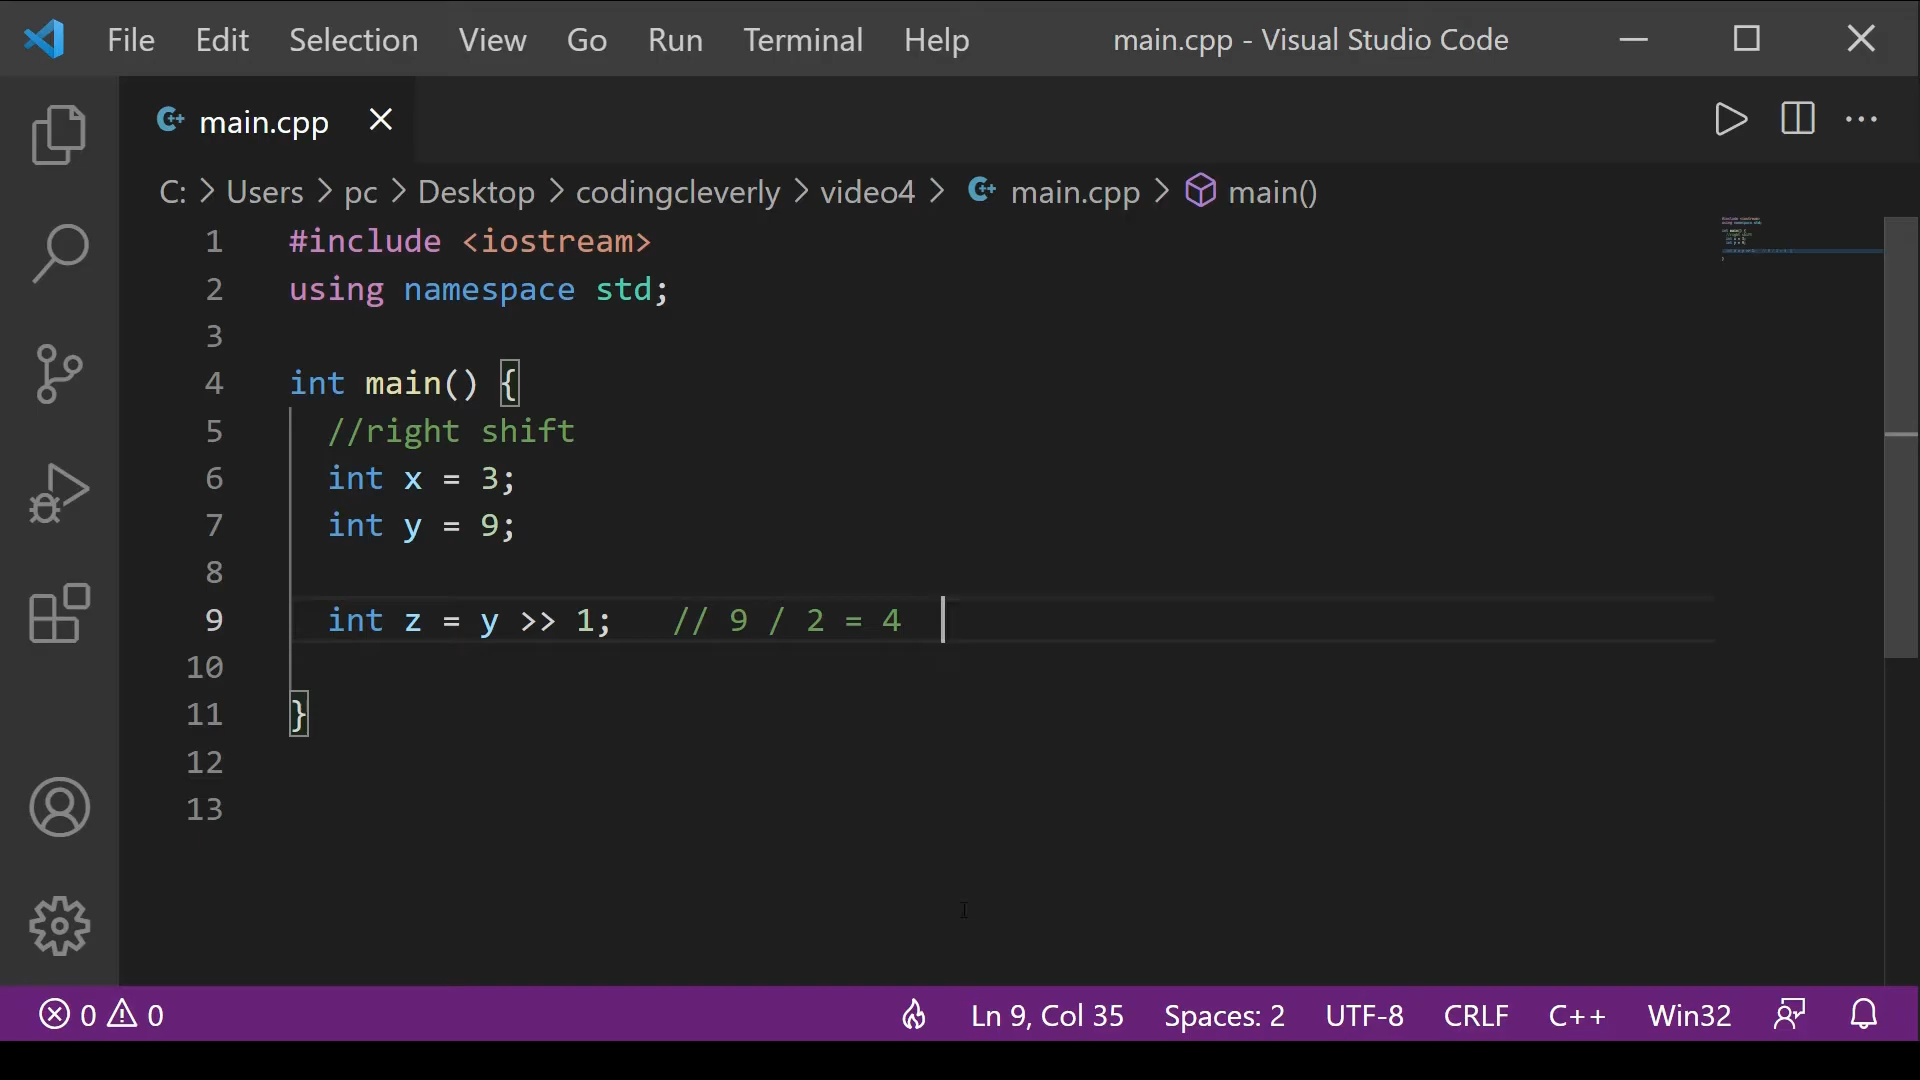 File Edit Selection View Go Run Terminal Help main.cpp - Visual Studio Code
main.cpp
C: > Users > pc > Desktop > codingcleverly > video4 > main.cpp > main()
1 #include <iostream>
2 using namespace std;
3
4 int main() {
5 //right shift
6 int x = 3;
7 int y = 9;
8
9 int z = y >> 1; // 9 / 2 = 4
10
11 }
12
13
0 0 Ln 9, Col 35 Spaces: 2 UTF-8 CRLF C++ Win32